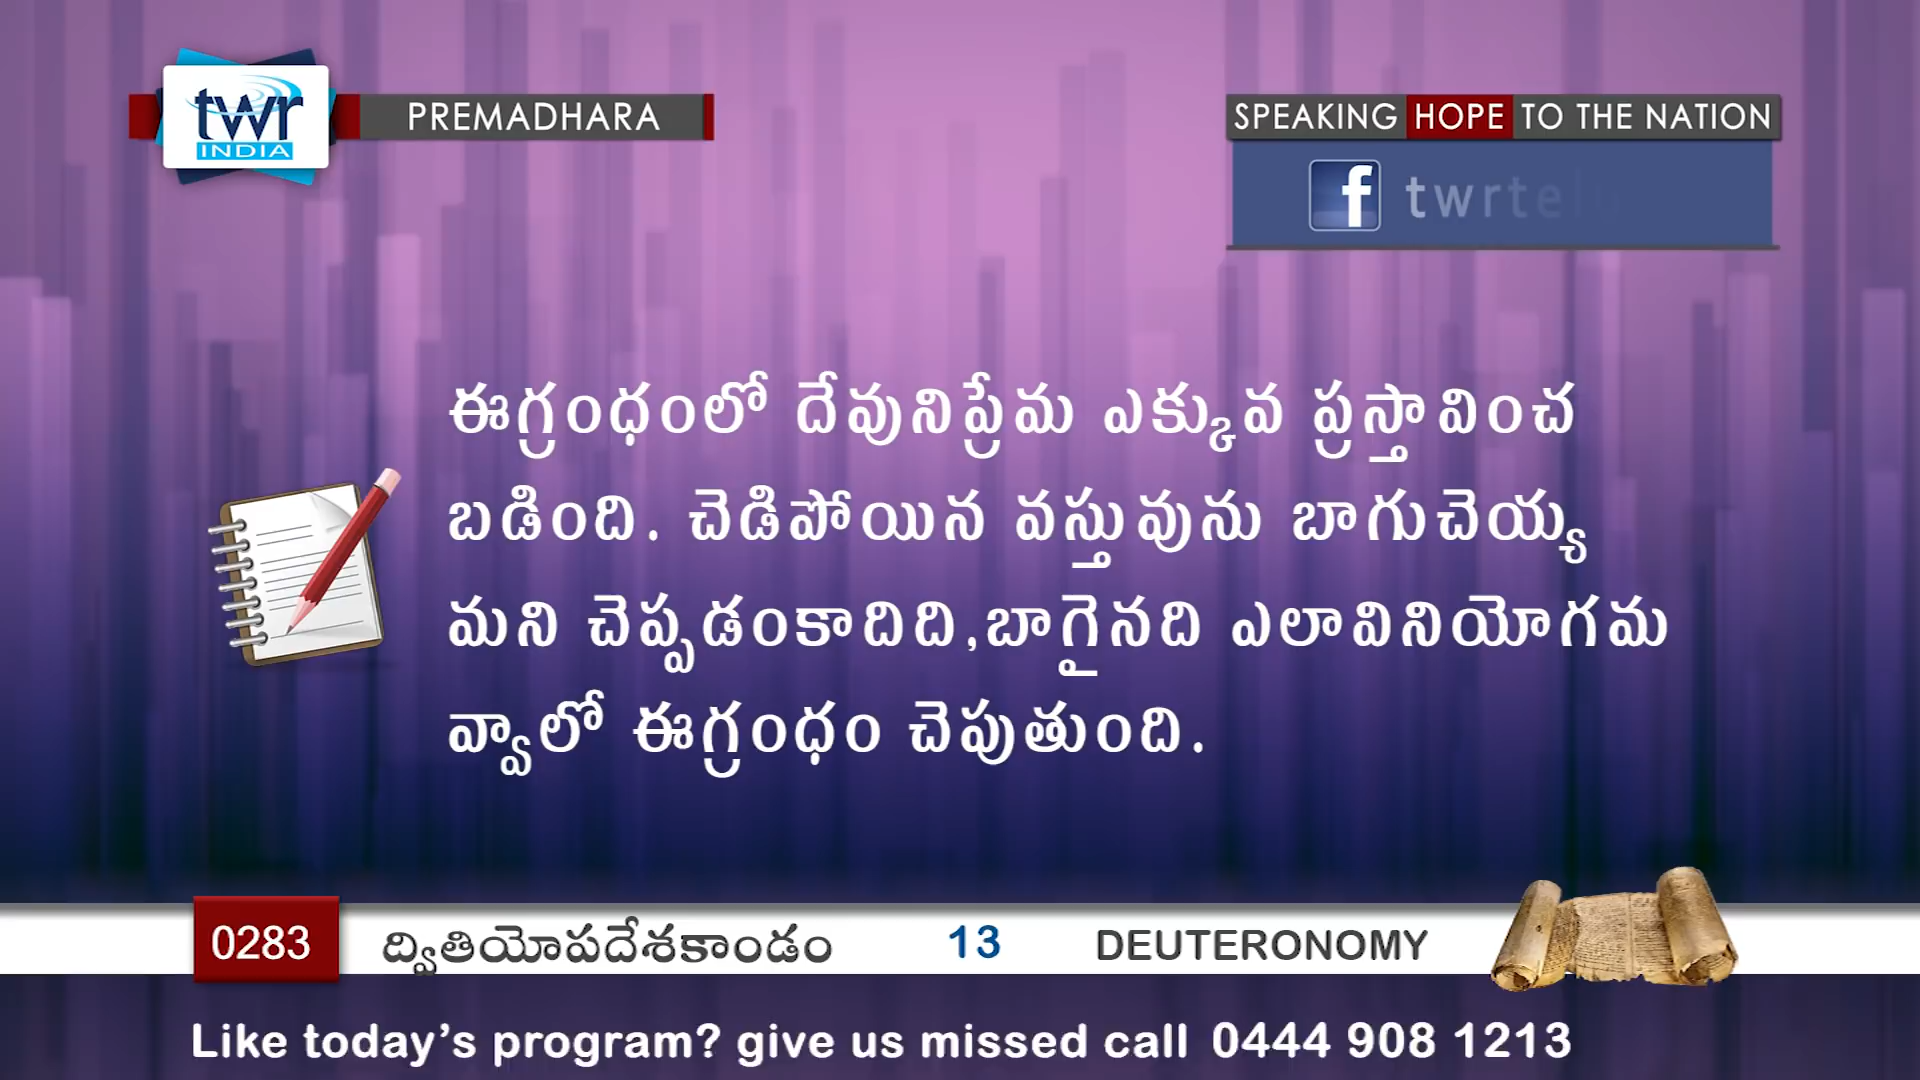 twr
INDIA
PREMADHARA
SPEAKING HOPE TO THE NATION
ఈగ్రంధంలో దేవునిప్రేమ ఎక్కువ ప్రస్తావించ
బడింది. చెడిపోయిన వస్తువును బాగుచెయ్య
మని చెప్పడంకాదిది,బాగైనది ఎలావినియోగమ
వ్వాలో ఈగ్రంధం చెపుతుంది.
0283 ద్వితియోపదేశకాండం 13 DEUTERONOMY
Like today’s program? give us missed call 0444 908 1213